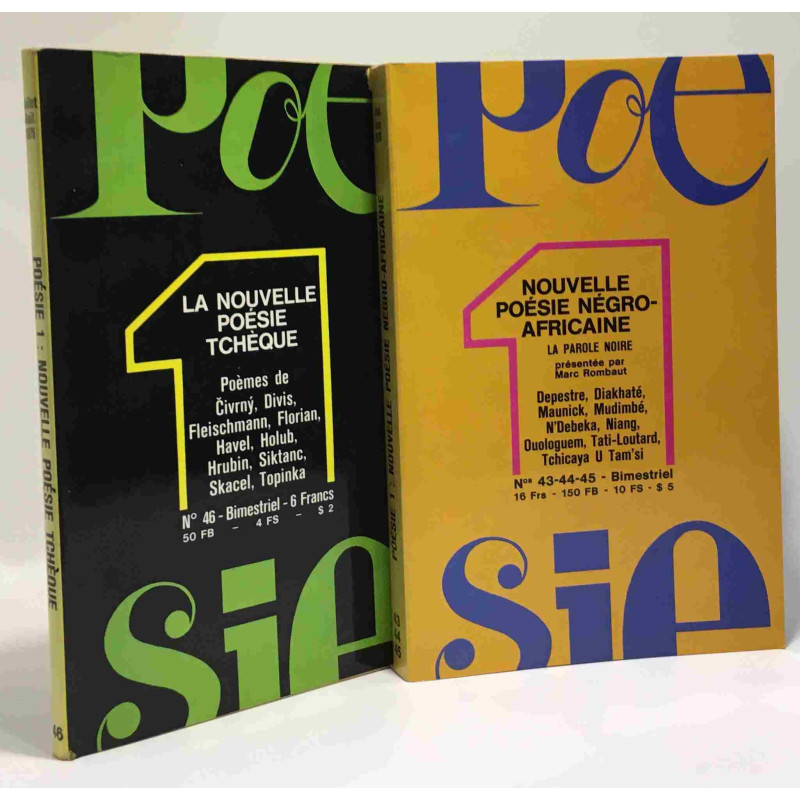 POÉSIE 1 : NOUVELLE POÉSIE TCHÈQUE
46
Poe
1
LA NOUVELLE
POÉSIE
TCHÈQUE
Poèmes de
Čivrný, Divis,
Fleischmann, Florian,
Havel, Holub,
Hrubin, Siktanc,
Skacel, Topinka
N° 46 - Bimestriel - 6 Francs
50 FB - 4 FS - $ 2
sie
POÉSIE 1 : NOUVELLE POÉSIE NÉGRO-AFRICAINE
43
44
45
Poe
1
NOUVELLE
POÉSIE NÉGRO-
AFRICAINE
LA PAROLE NOIRE
présentée par
Marc Rombaut
Depestre, Diakhaté,
Maunick, Mudimbé,
N'Debeka, Niang,
Ouologuem, Tati-Loutard,
Tchicaya U Tam'si
Nos 43-44-45 - Bimestriel
16 Frs - 150 FB - 10 FS - $ 5
sie